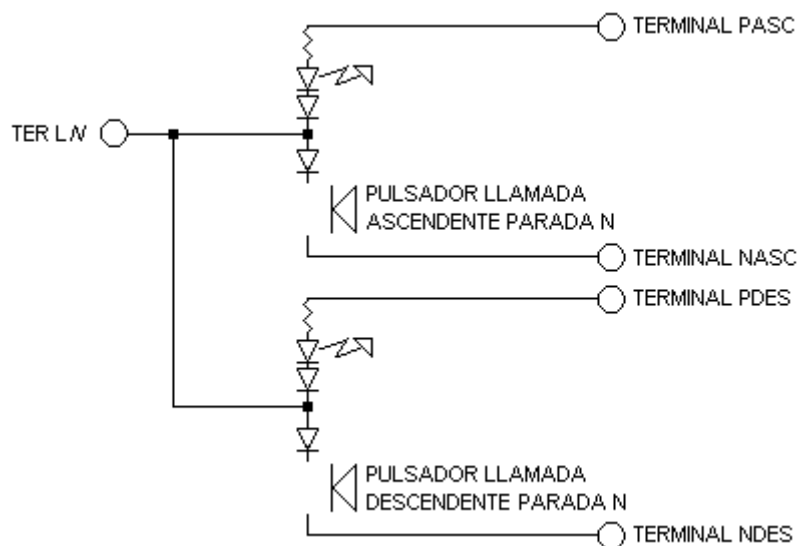 TERMINAL PASC
TER L.N
PULSADOR LLAMADA
ASCENDENTE PARADA N
TERMINAL NASC
TERMINAL PDES
PULSADOR LLAMADA
DESCENDENTE PARADA N
TERMINAL NDES